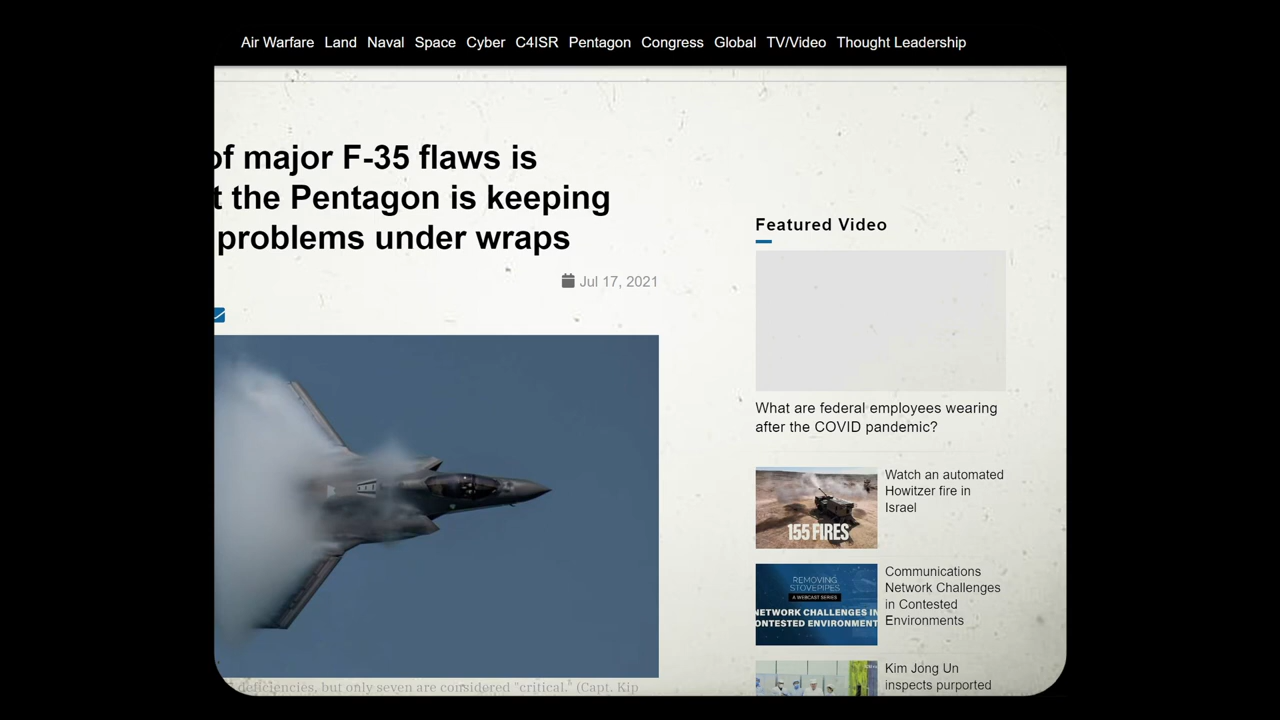 Air Warfare Land Naval Space Cyber C4ISR Pentagon Congress Global TV/Video Thought Leadership
of major F-35 flaws is
t the Pentagon is keeping
problems under wraps
Jul 17, 2021
deficiencies, but only seven are considered "critical." (Capt. Kip
Featured Video
What are federal employees wearing
after the COVID pandemic?
155 FIRES
Watch an automated
Howitzer fire in
Israel
REMOVING
STOVEPIPES
A WEBCAST SERIES
NETWORK CHALLENGES IN
ONTESTED ENVIRONMENT
Communications
Network Challenges
in Contested
Environments
Kim Jong Un
inspects purported